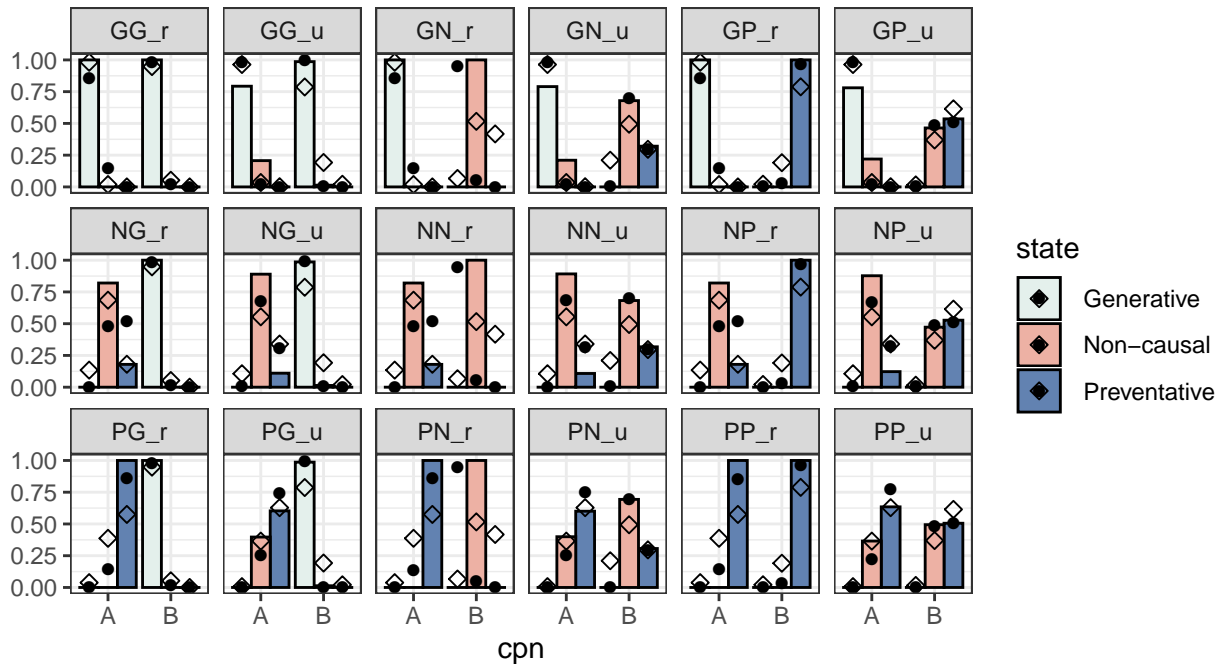 GG_r GG_u GN_r GN_u GP_r GP_u
1.00
0.75
0.50
0.25
0.00
NG_r NG_u NN_r NN_u NP_r NP_u
1.00
0.75
0.50
0.25
0.00
PG_r PG_u PN_r PN_u PP_r PP_u
1.00
0.75
0.50
0.25
0.00
A B A B A B A B A B A B
cpn
state
Generative
Non−causal
Preventative